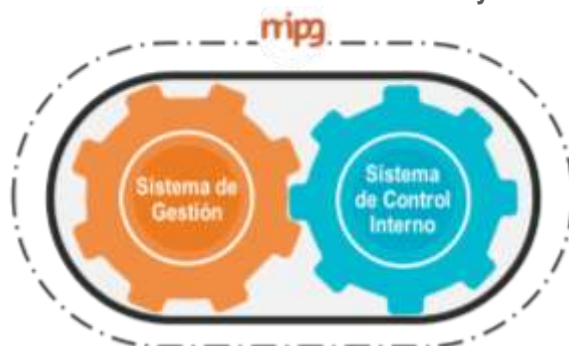 mipg
Sistema de
Gestión
Sistema
de Control
Interno